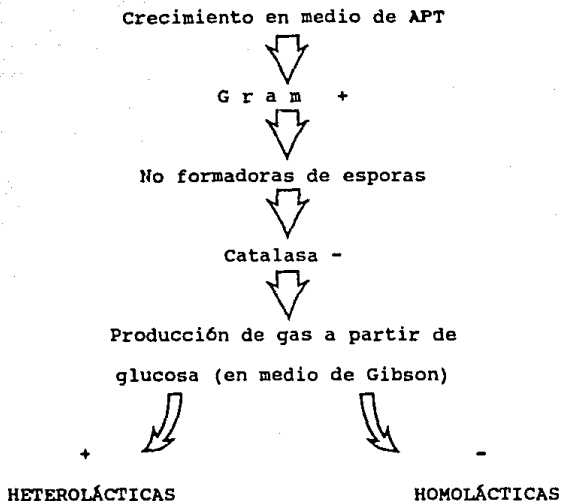 Crecimiento en medio de APT
G r a m +
No formadoras de esporas
Catalasa -
Producción de gas a partir de
glucosa (en medio de Gibson)
+ -
HETEROLÁCTICAS HOMOLÁCTICAS